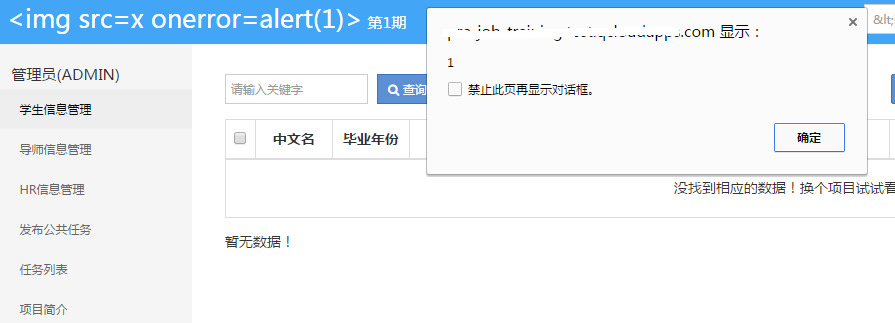 <img src=x onerror=alert(1)> 第1期
显示：
&lt;
1
禁止此页再显示对话框。
确定
管理员(ADMIN)
学生信息管理
导师信息管理
HR信息管理
发布公共任务
任务列表
项目简介
请输入关键字
查询
中文名
毕业年份
没找到相应的数据！换个项目试试看
暂无数据！